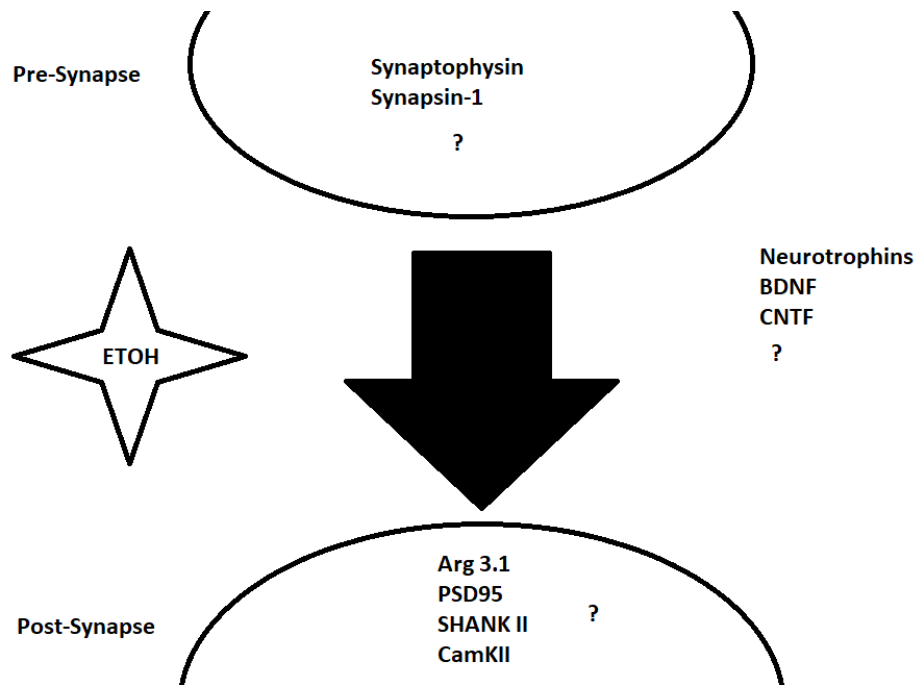 Pre-Synapse
Synaptophysin
Synapsin-1
?
Neurotrophins
BDNF
CNTF
?
ETOH
Post-Synapse
Arg 3.1
PSD95
SHANK II
CamKII
?